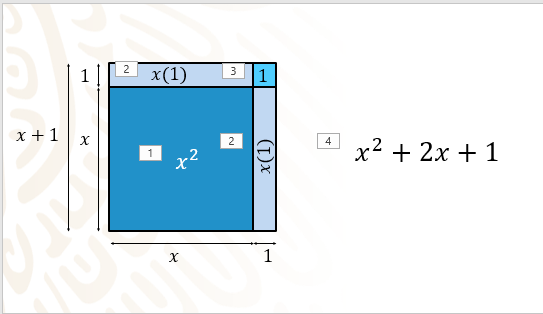 1 2 x(1) 3 1
x + 1 x 1 x² 2 x(1) 4 x² + 2x + 1
x 1